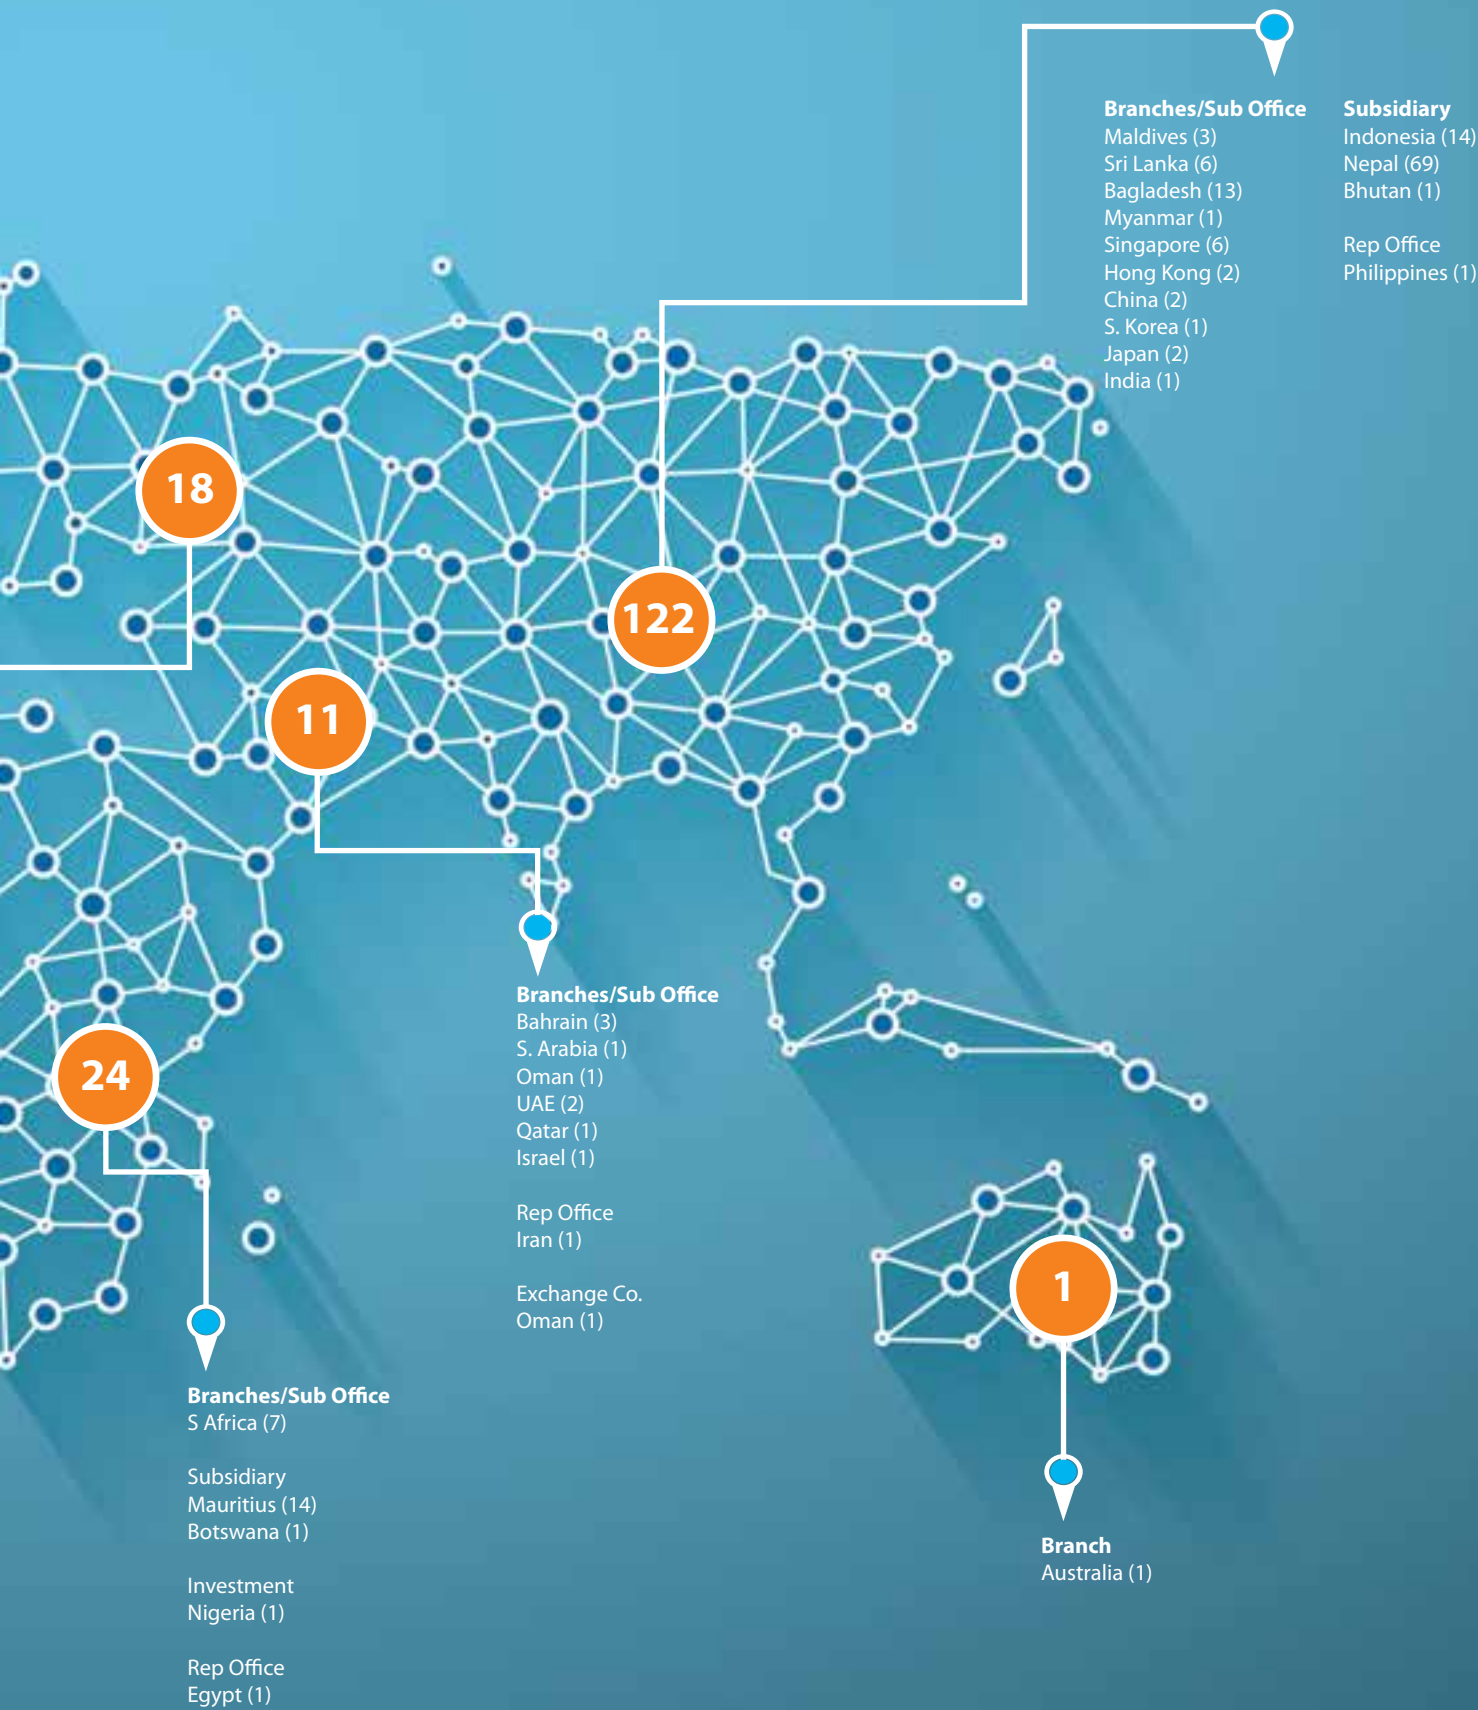 Branches/Sub Office
Maldives (3)
Sri Lanka (6)
Bagladesh (13)
Myanmar (1)
Singapore (6)
Hong Kong (2)
China (2)
S. Korea (1)
Japan (2)
India (1)
Subsidiary
Indonesia (14)
Nepal (69)
Bhutan (1)
Rep Office
Philippines (1)
18
122
11
24
1
Branches/Sub Office
Bahrain (3)
S. Arabia (1)
Oman (1)
UAE (2)
Qatar (1)
Israel (1)
Rep Office
Iran (1)
Exchange Co.
Oman (1)
Branches/Sub Office
S Africa (7)
Subsidiary
Mauritius (14)
Botswana (1)
Investment
Nigeria (1)
Rep Office
Egypt (1)
Branch
Australia (1)